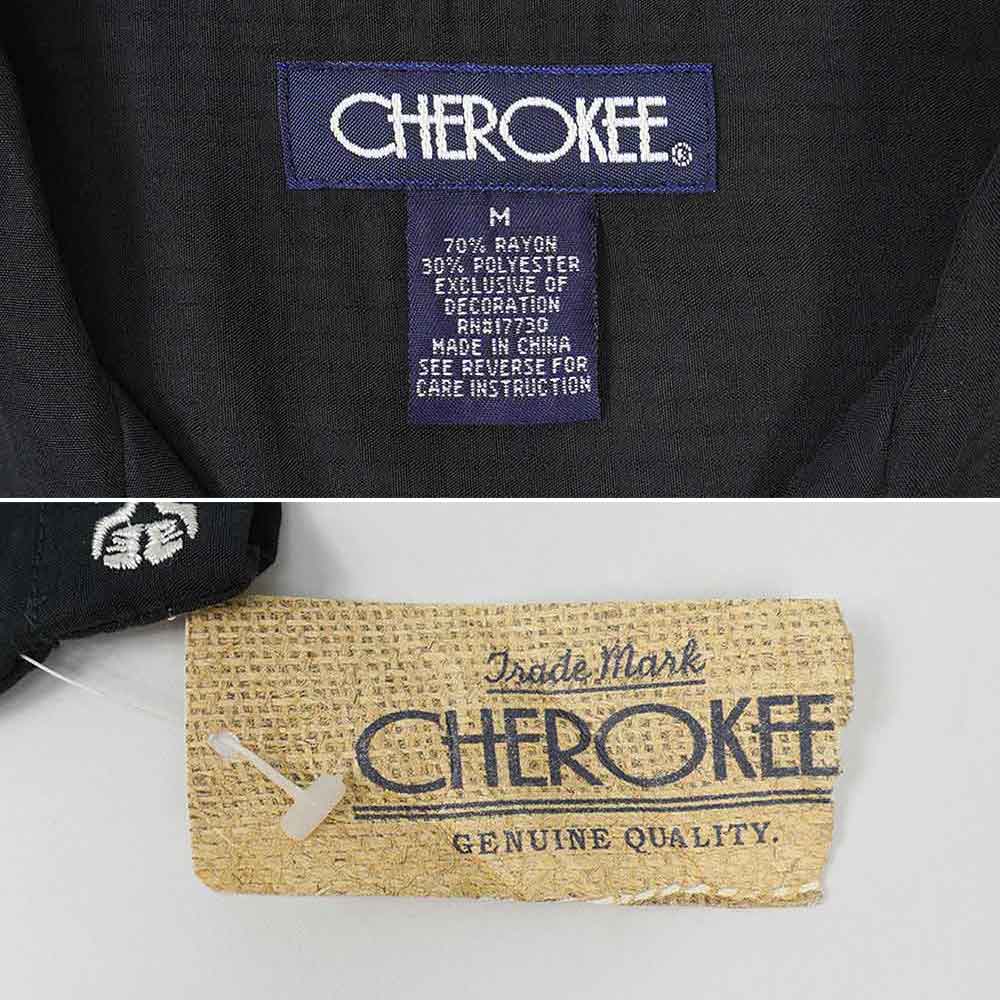 CHEROKEE®
M
70% RAYON
30% POLYESTER
EXCLUSIVE OF
DECORATION
RN#17730
MADE IN CHINA
SEE REVERSE FOR
CARE INSTRUCTION
Trade Mark
CHEROKEE
GENUINE QUALITY.